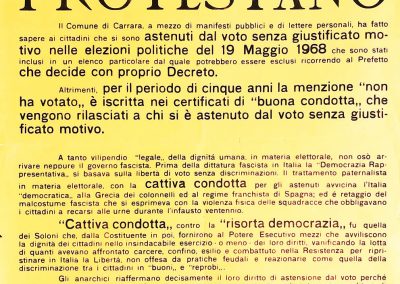 PROTESTANO
Il Comune di Carrara, a mezzo di manifesti pubblici e di lettere personali, ha fatto
sapere ai cittadini che si sono astenuti dal voto senza giustificato mo-
tivo nelle elezioni politiche del 19 Maggio 1968 che sono stati
inclusi in un elenco particolare dal quale potrebbero essere esclusi ricorrendo al Prefetto
che decide con proprio Decreto.
Altrimenti, per il periodo di cinque anni la menzione "non
ha votato,, è iscritta nei certificati di "buona condotta,, che
vengono rilasciati a chi si è astenuto dal voto senza giusti-
ficato motivo.
A tanto vilipendio "legale,, della dignità umana, in materia elettorale, non osò ar-
rivare neppure il governo fascista. Prima della dittatura fascista in Italia la "Democrazia Rap-
presentativa,, si basava sulla libertà di voto senza discriminazioni. Il trattamento paternalista
in materia elettorale, con la cattiva condotta per gli astenuti avvicina l'Italia
"democratica, alla Grecia dei colonnelli ed al regime franchista di Spagna; ed è retaggio del
malcostume fascista che si esprimeva con la violenza fisica delle squadracce che obbligavano
i cittadini a recarsi alle urne durante l'infausto ventennio.
"Cattiva condotta,, contro la "risorta democrazia,, fu quella
dei Soloni che, dalla Costituente in poi, fornirono al Potere Esecutivo mezzi che avviliscono
la dignità dei cittadini nello insindacabile esercizio - o meno - dei loro diritti, vanificando la lotta
di quanti avevano affrontato carcere, confino, esilio e combattuto nella Resistenza per ripri-
stinare in Italia la Libertà, non offesa da pratiche feudali e reazionarie come quella della
discriminazione tra i cittadini in "buoni,, e "reprobi,,.
Gli anarchici riaffermano decisamente il loro diritto di astensione dal voto perché